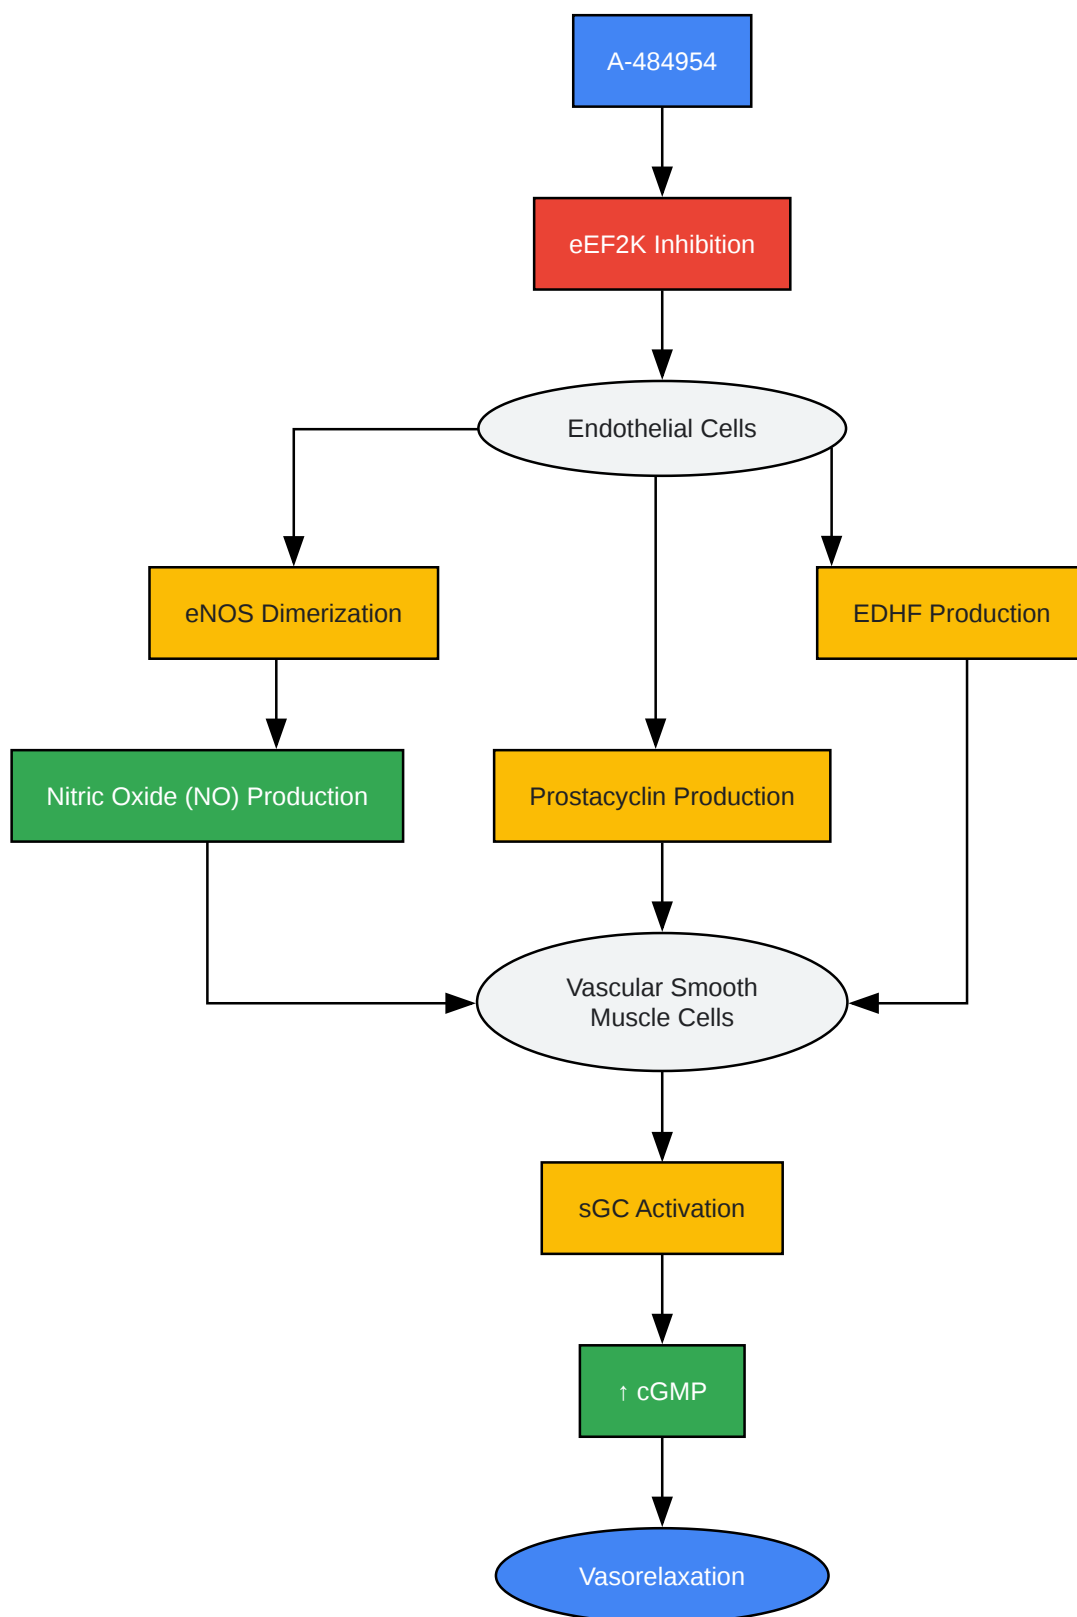 A-484954
eEF2K Inhibition
Endothelial Cells
eNOS Dimerization
EDHF Production
Nitric Oxide (NO) Production
Prostacyclin Production
Vascular Smooth
Muscle Cells
sGC Activation
↑ cGMP
Vasorelaxation